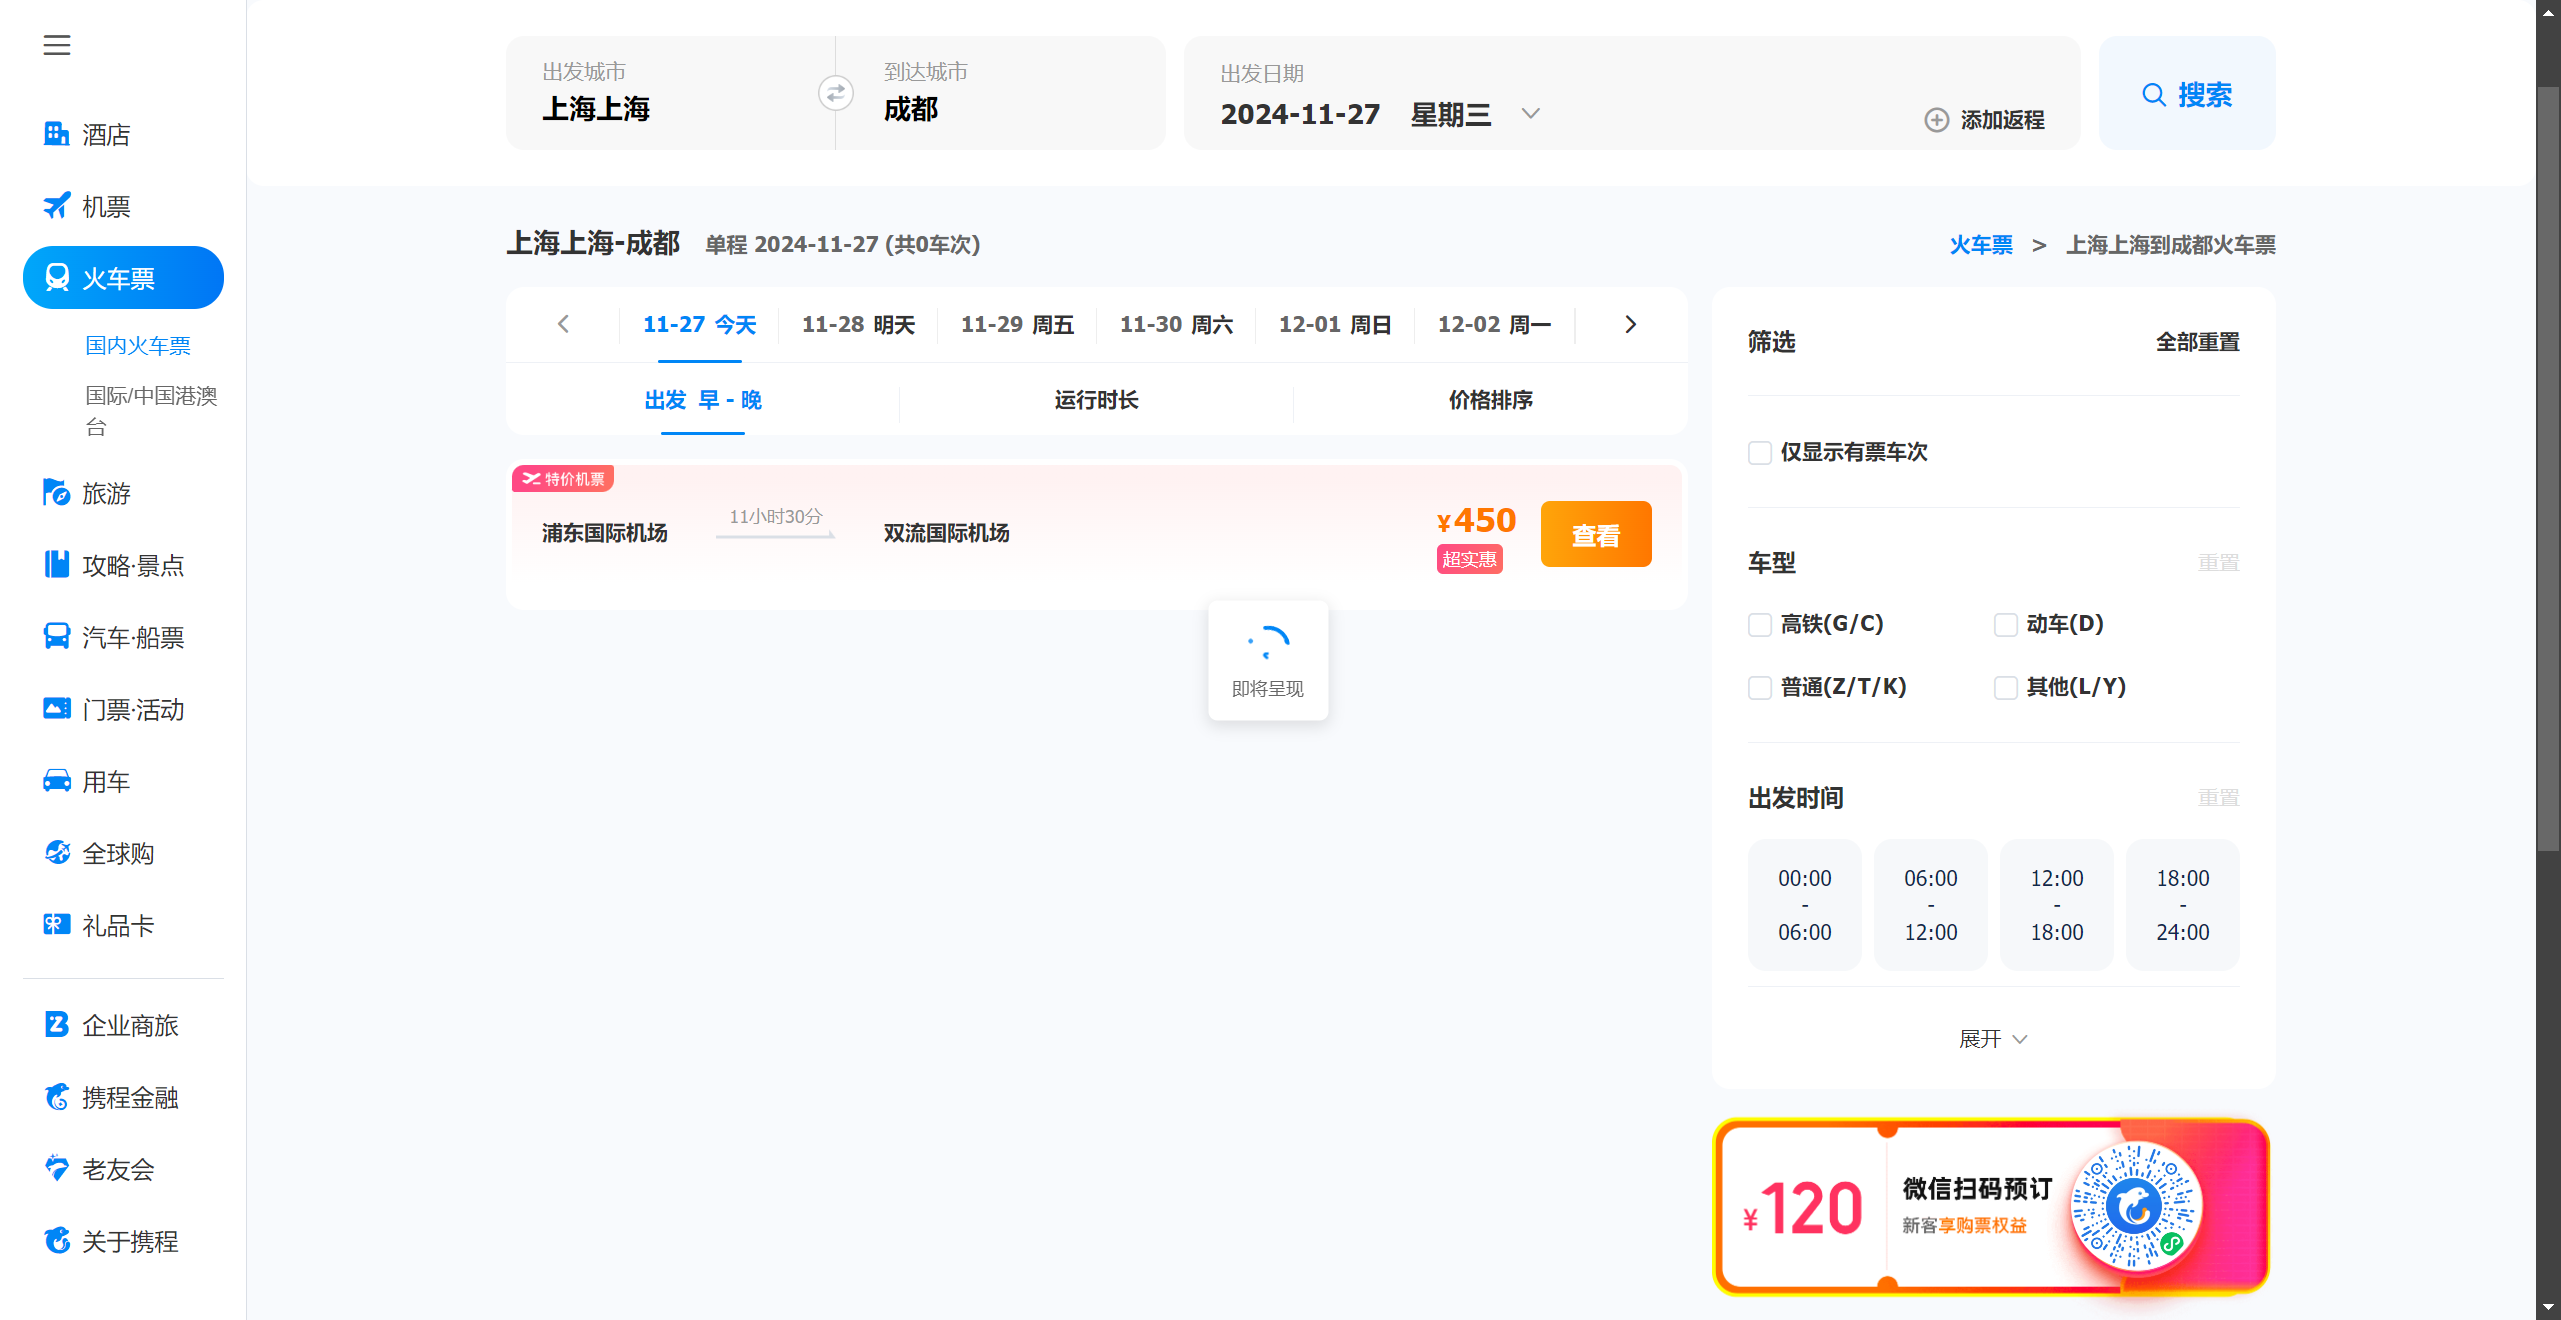 酒店
机票
火车票
国内火车票
国际/中国港澳
台
旅游
攻略·景点
汽车·船票
门票·活动
用车
全球购
礼品卡
企业商旅
携程金融
老友会
关于携程
出发城市
上海上海
到达城市
成都
出发日期
2024-11-27 星期三
添加返程
搜索
上海上海-成都 单程 2024-11-27 (共0车次)
火车票 > 上海上海到成都火车票
11-27 今天 11-28 明天 11-29 周五 11-30 周六 12-01 周日 12-02 周一
出发 早 - 晚 运行时长 价格排序
特价机票
浦东国际机场 11小时30分 双流国际机场
¥450
超实惠
查看
即将呈现
筛选 全部重置
仅显示有票车次
车型 重置
高铁(G/C) 动车(D)
普通(Z/T/K) 其他(L/Y)
出发时间 重置
00:00 - 06:00
06:00 - 12:00
12:00 - 18:00
18:00 - 24:00
展开
¥120
微信扫码预订
新客享购票权益